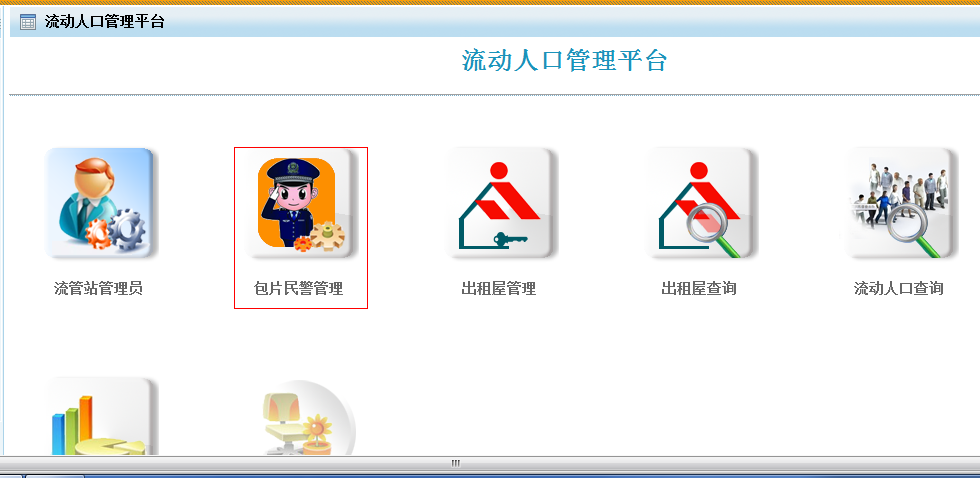 流动人口管理平台
流动人口管理平台
流管站管理员
包片民警管理
出租屋管理
出租屋查询
流动人口查询